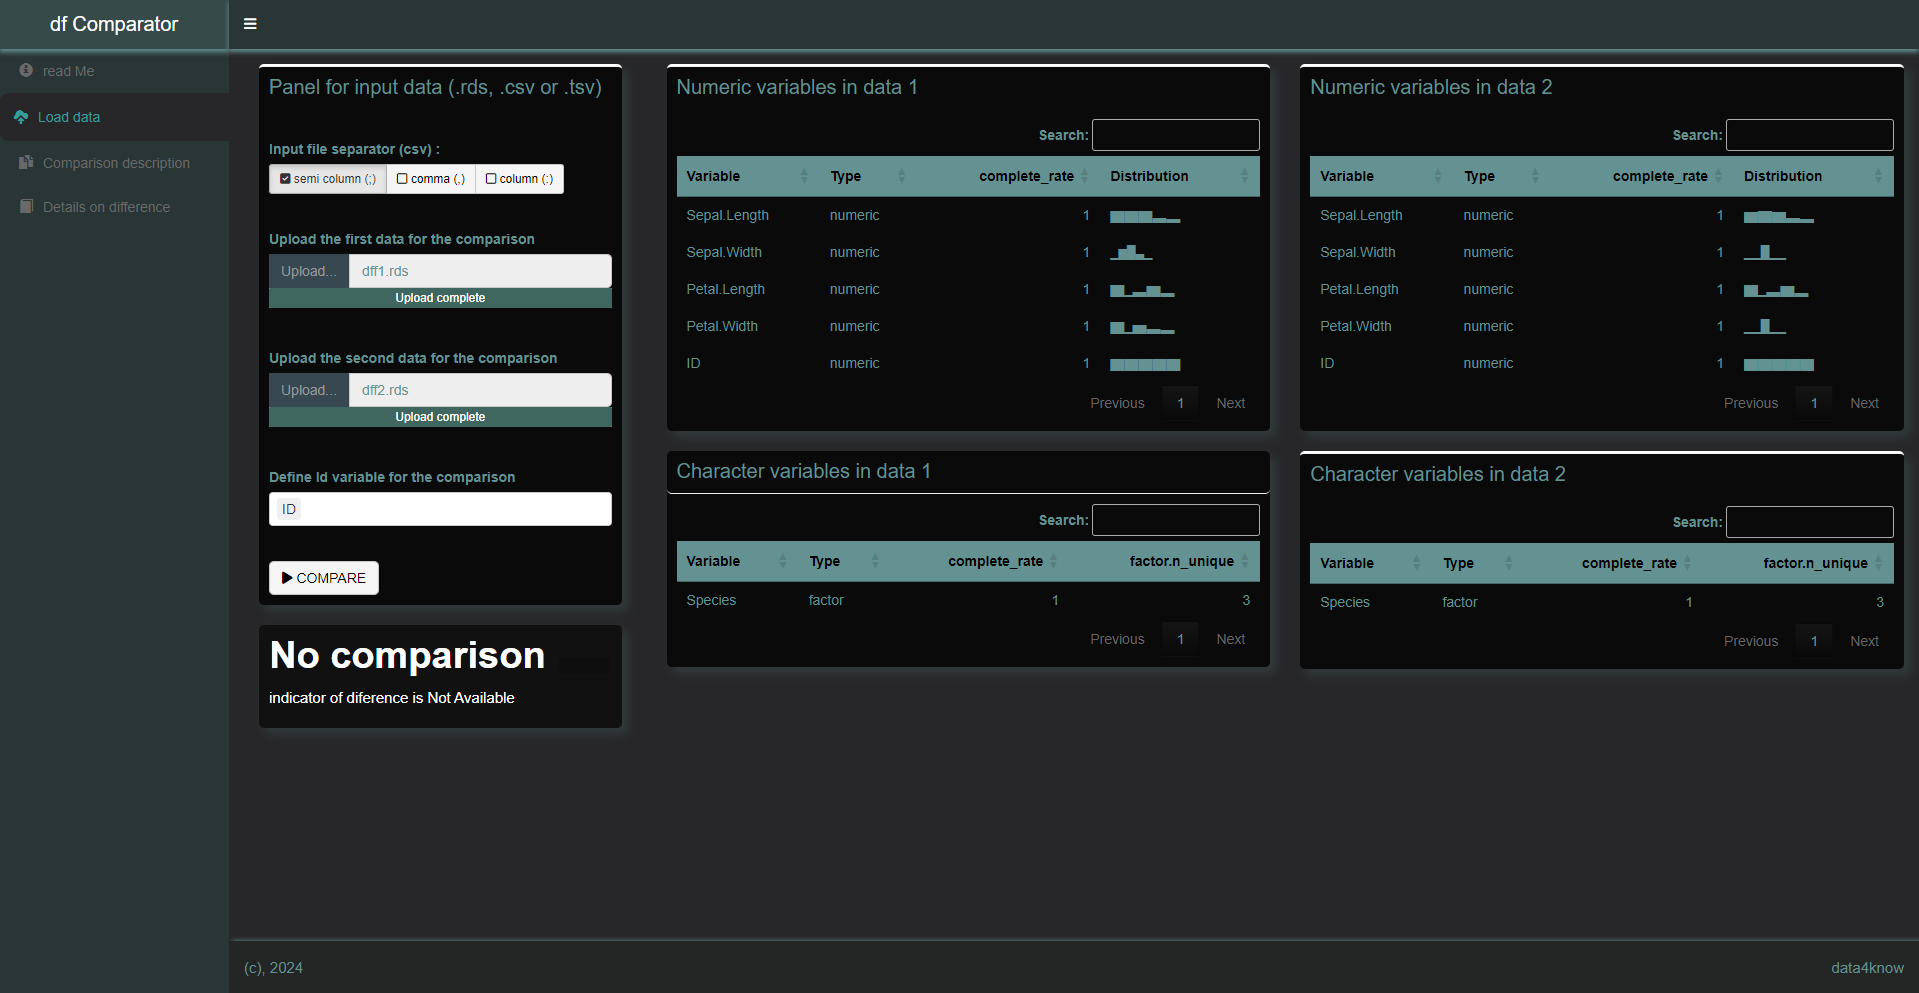 df Comparator
read Me
Load data
Comparison description
Details on difference
Panel for input data (.rds, .csv or .tsv)
Input file separator (csv) :
semi column (;) comma (,) column (:)
Upload the first data for the comparison
Upload... dff1.rds
Upload complete
Upload the second data for the comparison
Upload... dff2.rds
Upload complete
Define Id variable for the comparison
ID
COMPARE
No comparison
indicator of diference is Not Available
Numeric variables in data 1
Search:
Variable Type complete_rate Distribution
Sepal.Length numeric 1
Sepal.Width numeric 1
Petal.Length numeric 1
Petal.Width numeric 1
ID numeric 1
Previous 1 Next
Character variables in data 1
Search:
Variable Type complete_rate factor.n_unique
Species factor 1 3
Previous 1 Next
Numeric variables in data 2
Search:
Variable Type complete_rate Distribution
Sepal.Length numeric 1
Sepal.Width numeric 1
Petal.Length numeric 1
Petal.Width numeric 1
ID numeric 1
Previous 1 Next
Character variables in data 2
Search:
Variable Type complete_rate factor.n_unique
Species factor 1 3
Previous 1 Next
(c), 2024
data4know